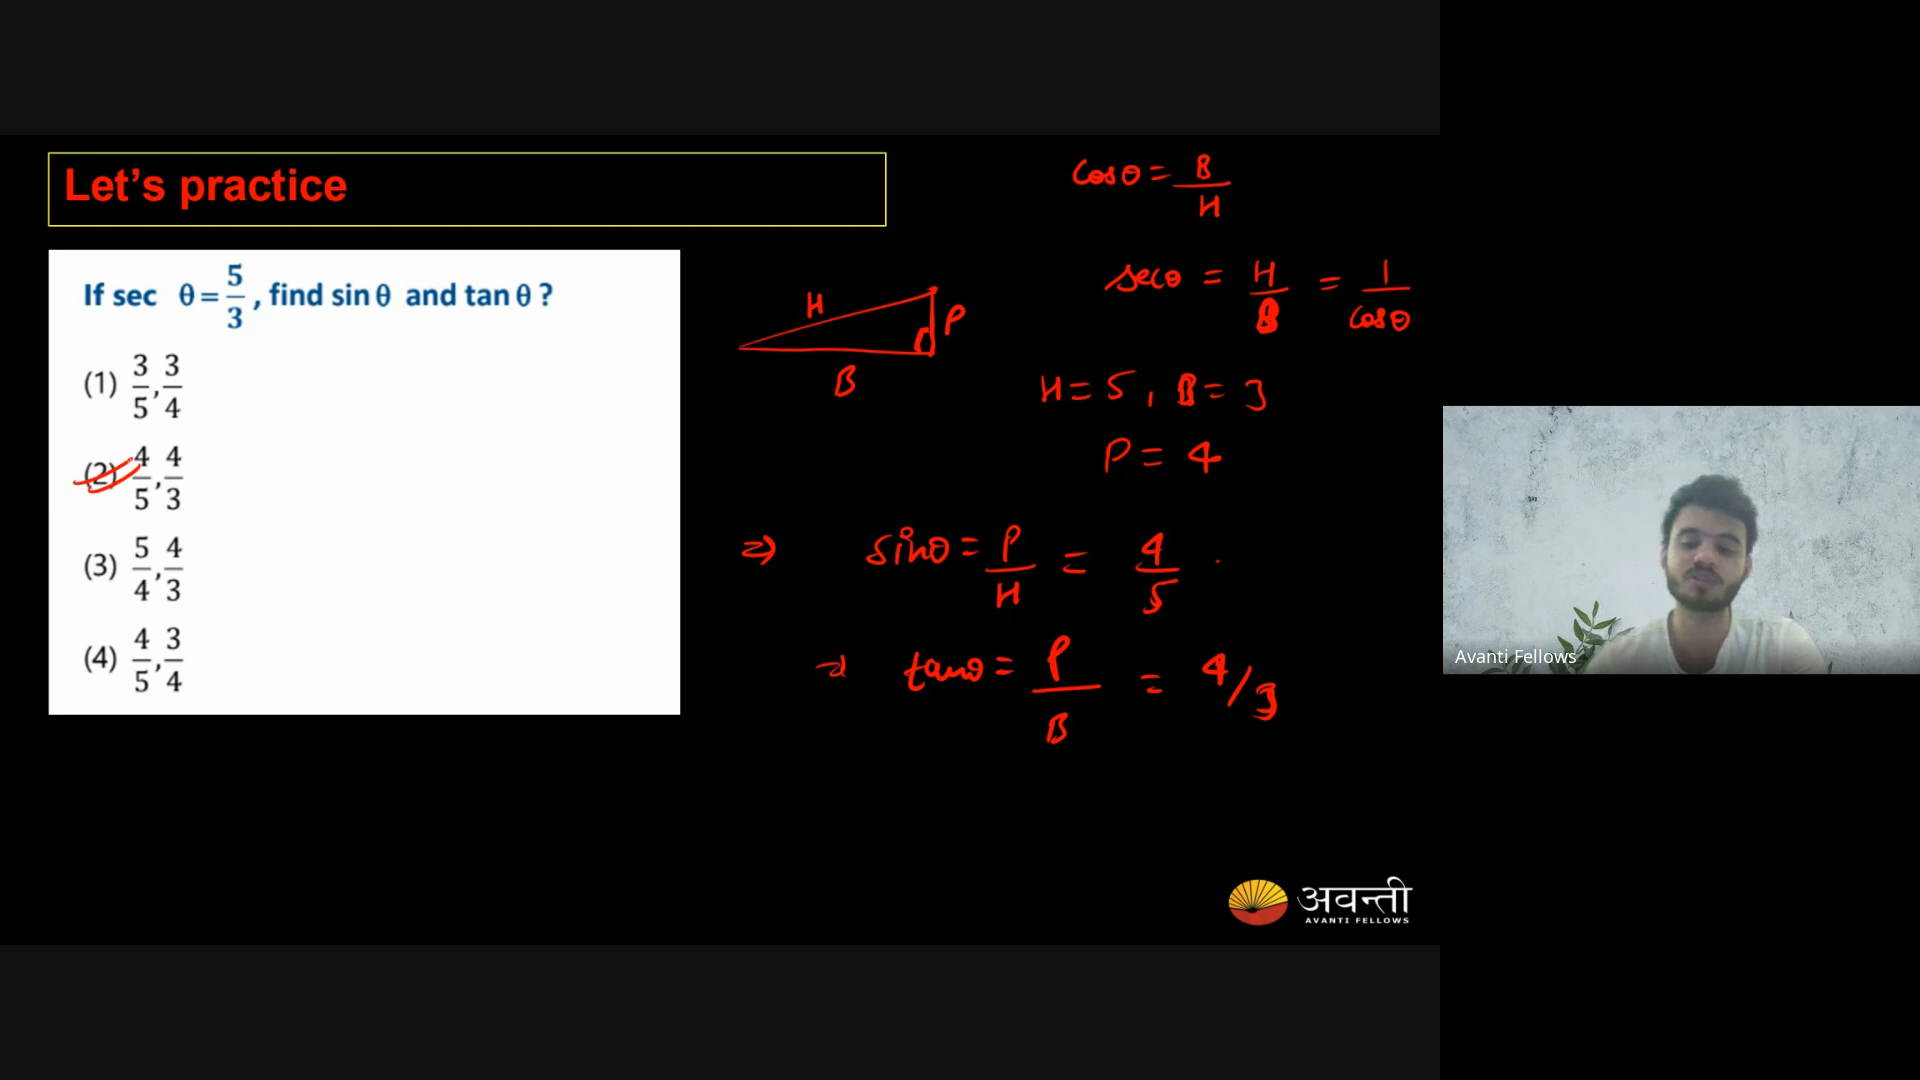 Let's practice
If sec θ = 5/3, find sin θ and tan θ ?
(1) 3/5, 3/4
(2) 4/5, 4/3
(3) 5/4, 4/3
(4) 4/5, 3/4
H
P
B
cosθ = B/H
secθ = H/B = 1/cosθ
H = 5, B = 3
P = 4
⇒ sinθ = P/H = 4/5
⇒ tanθ = P/B = 4/3
अवन्ती
AVANTI FELLOWS
Avanti Fellows